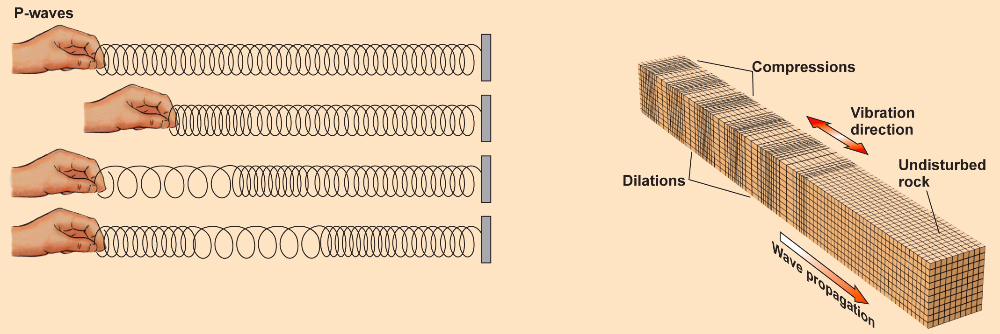 P-waves
Compressions
Vibration
direction
Undisturbed
rock
Dilations
Wave propagation